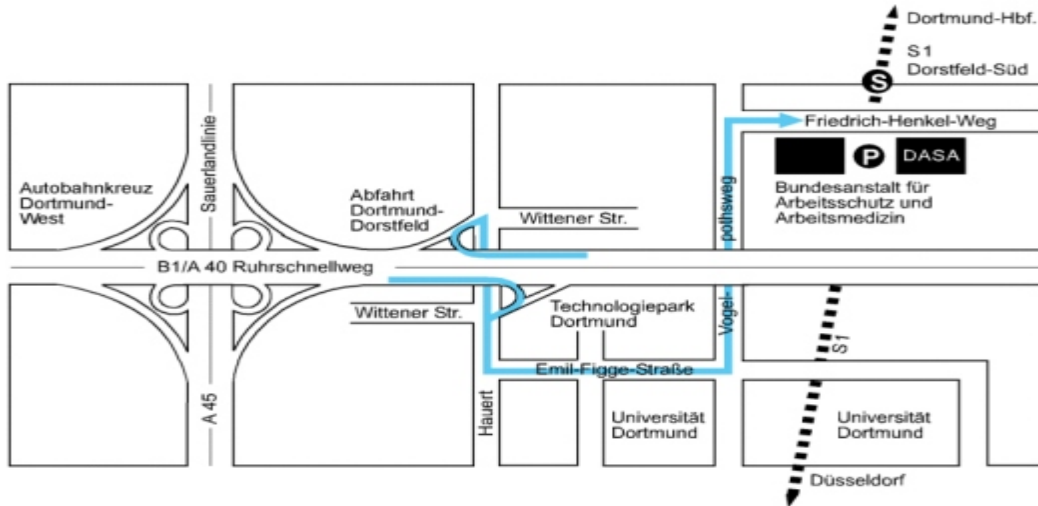 Dortmund-Hbf.
S1
Dorstfeld-Süd
S
Friedrich-Henkel-Weg
P
DASA
Bundesanstalt für
Arbeitsschutz und
Arbeitsmedizin
Autobahnkreuz
Dortmund-
West
Sauerlandlinie
Abfahrt
Dortmund-
Dorstfeld
Wittener Str.
pothsweg
B1/A 40 Ruhrschnellweg
Wittener Str.
Technologiepark
Dortmund
Vogel-
S1
Emil-Figge-Straße
A 45
Hauert
Universität
Dortmund
Universität
Dortmund
Düsseldorf